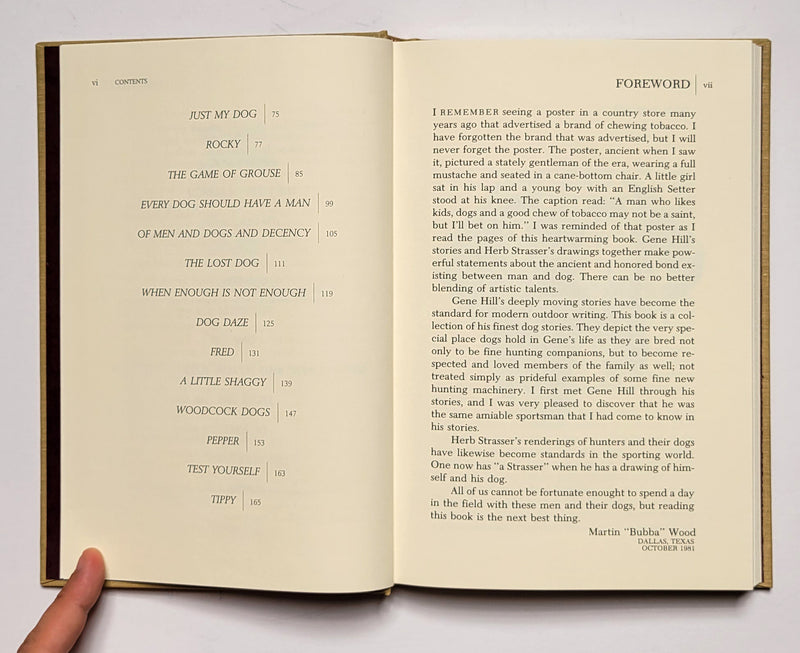 vi CONTENTS
JUST MY DOG 75
ROCKY 77
THE GAME OF GROUSE 85
EVERY DOG SHOULD HAVE A MAN 99
OF MEN AND DOGS AND DECENCY 105
THE LOST DOG 111
WHEN ENOUGH IS NOT ENOUGH 119
DOG DAZE 125
FRED 131
A LITTLE SHAGGY 139
WOODCOCK DOGS 147
PEPPER 153
TEST YOURSELF 163
TIPPY 165
FOREWORD vii
I REMEMBER seeing a poster in a country store many
years ago that advertised a brand of chewing tobacco. I
have forgotten the brand that was advertised, but I will
never forget the poster. The poster, ancient when I saw
it, pictured a stately gentleman of the era, wearing a full
mustache and seated in a cane-bottom chair. A little girl
sat in his lap and a young boy with an English Setter
stood at his knee. The caption read: "A man who likes
kids, dogs and a good chew of tobacco may not be a saint,
but I'll bet on him." I was reminded of that poster as I
read the pages of this heartwarming book. Gene Hill's
stories and Herb Strasser's drawings together make pow-
erful statements about the ancient and honored bond ex-
isting between man and dog. There can be no better
blending of artistic talents.
Gene Hill's deeply moving stories have become the
standard for modern outdoor writing. This book is a col-
lection of his finest dog stories. They depict the very spe-
cial place dogs hold in Gene's life as they are bred not
only to be fine hunting companions, but to become re-
spected and loved members of the family as well; not
treated simply as prideful examples of some fine new
hunting machinery. I first met Gene Hill through his
stories, and I was very pleased to discover that he was
the same amiable sportsman that I had come to know in
his stories.
Herb Strasser's renderings of hunters and their dogs
have likewise become standards in the sporting world.
One now has "a Strasser" when he has a drawing of him-
self and his dog.
All of us cannot be fortunate enought to spend a day
in the field with these men and their dogs, but reading
this book is the next best thing.
Martin "Bubba" Wood
DALLAS, TEXAS
OCTOBER 1981